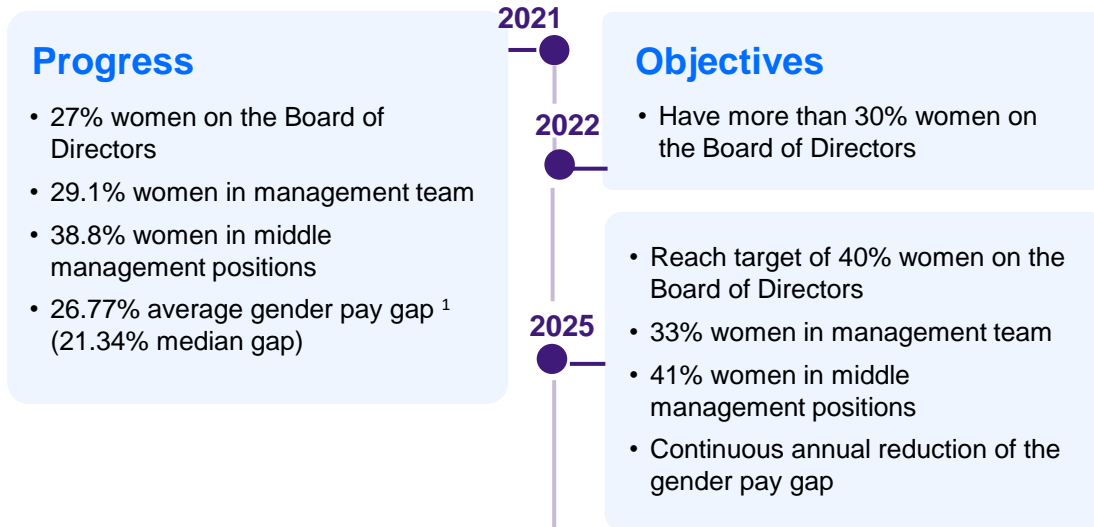 Progress
• 27% women on the Board of
Directors
• 29.1% women in management team
• 38.8% women in middle
management positions
• 26.77% average gender pay gap 1
(21.34% median gap)
2021
2022
2025
Objectives
• Have more than 30% women on
the Board of Directors
• Reach target of 40% women on the
Board of Directors
• 33% women in management team
• 41% women in middle
management positions
• Continuous annual reduction of the
gender pay gap